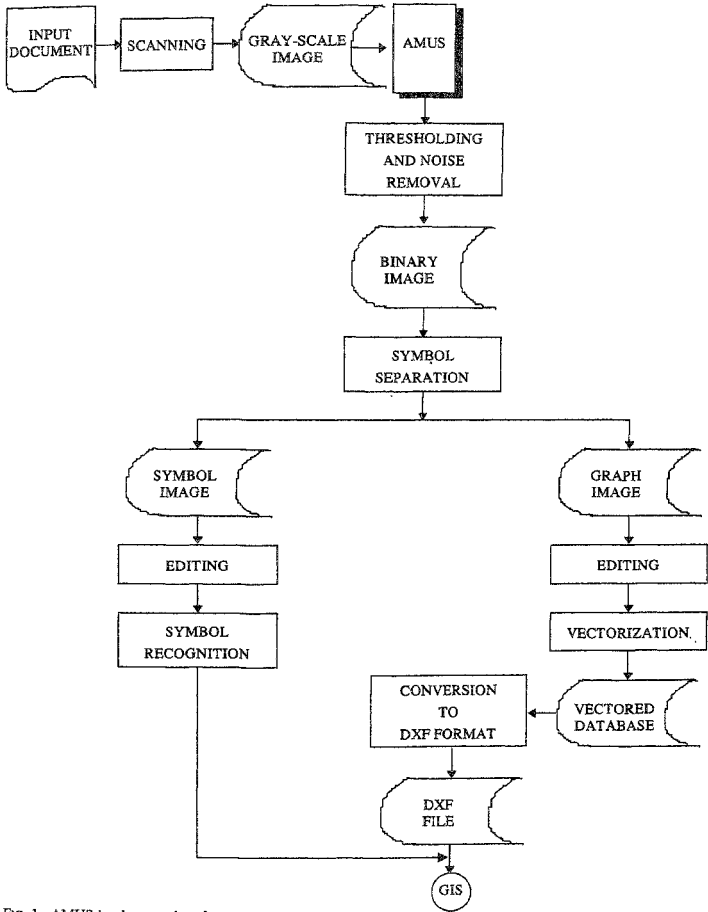 INPUT
DOCUMENT
SCANNING
GRAY-SCALE
IMAGE
AMUS
THRESHOLDING
AND NOISE
REMOVAL
BINARY
IMAGE
SYMBOL
SEPARATION
SYMBOL
IMAGE
GRAPH
IMAGE
EDITING
EDITING
SYMBOL
RECOGNITION
VECTORIZATION
CONVERSION
TO
DXF FORMAT
VECTORED
DATABASE
DXF
FILE
GIS